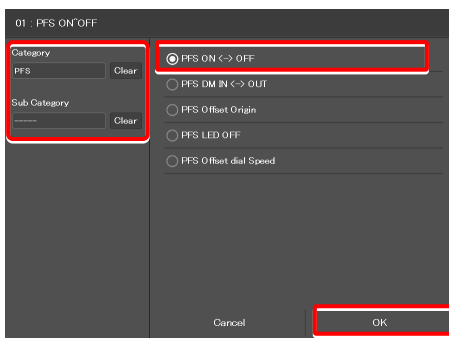 01 : PFS ON~OFF
Category
PFS
Clear
Sub Category
-----
Clear
PFS ON <-> OFF
PFS DM IN <-> OUT
PFS Offset Origin
PFS LED OFF
PFS Offset dial Speed
Cancel
OK